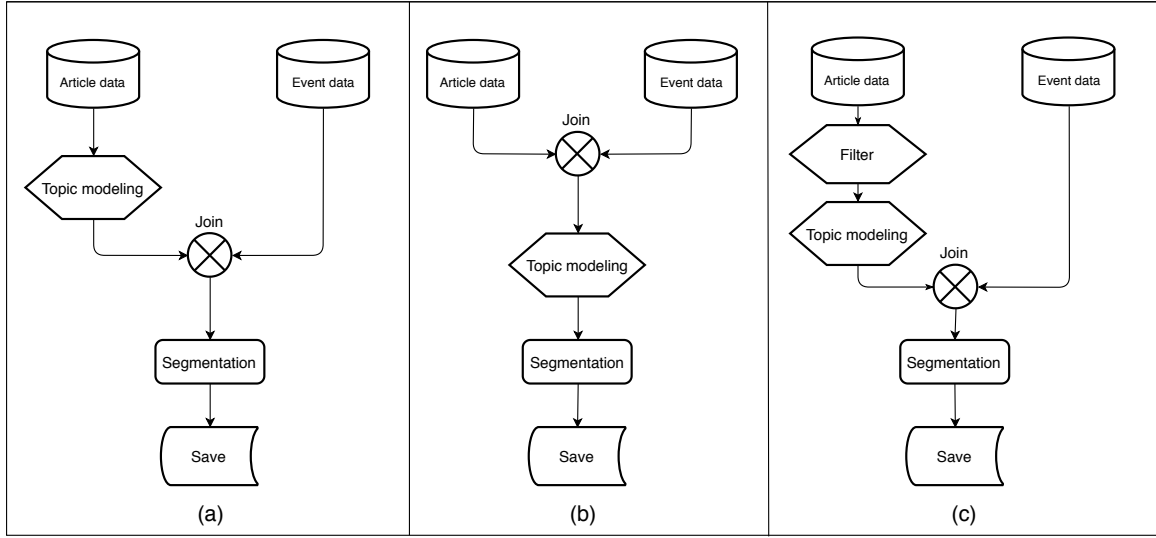 Article data
Event data
Topic modeling
Join
Segmentation
Save
(a)
Article data
Event data
Join
Topic modeling
Segmentation
Save
(b)
Article data
Event data
Filter
Topic modeling
Join
Segmentation
Save
(c)